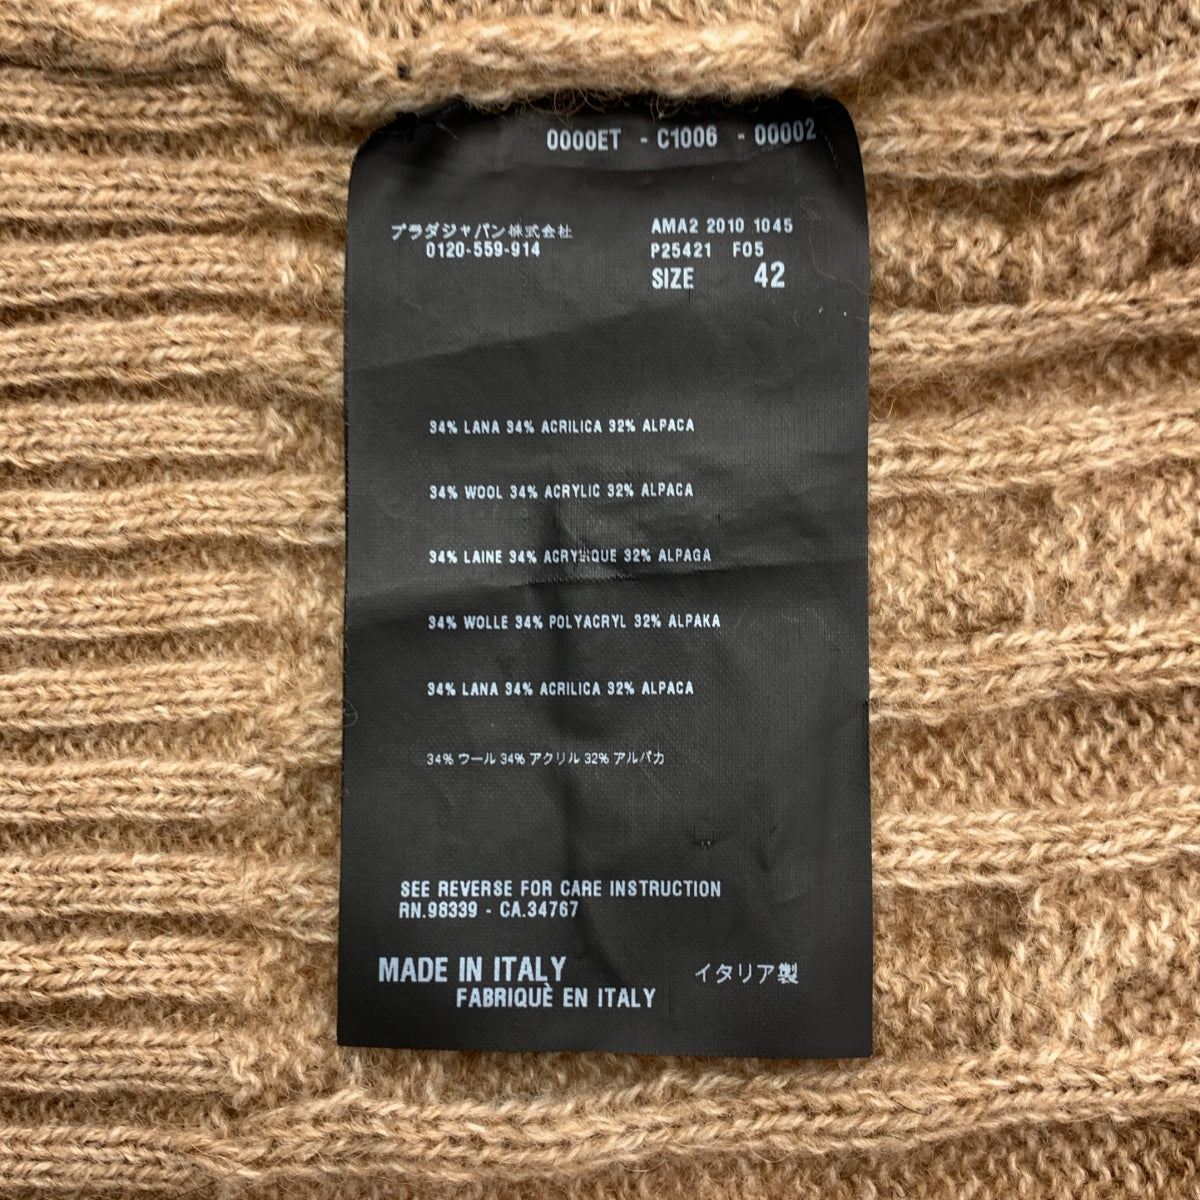 0000ET - C1006 - 00002
プラダジャパン株式会社
0120-559-914
AMA2 2010 1045
P25421 F05
SIZE 42
34% LANA 34% ACRILICA 32% ALPACA
34% WOOL 34% ACRYLIC 32% ALPACA
34% LAINE 34% ACRYLIQUE 32% ALPAGA
34% WOLLE 34% POLYACRYL 32% ALPAKA
34% LANA 34% ACRILICA 32% ALPACA
34% ウール 34% アクリル 32% アルパカ
SEE REVERSE FOR CARE INSTRUCTION
RN.98339 - CA.34767
MADE IN ITALY
FABRIQUÈ EN ITALY
イタリア製